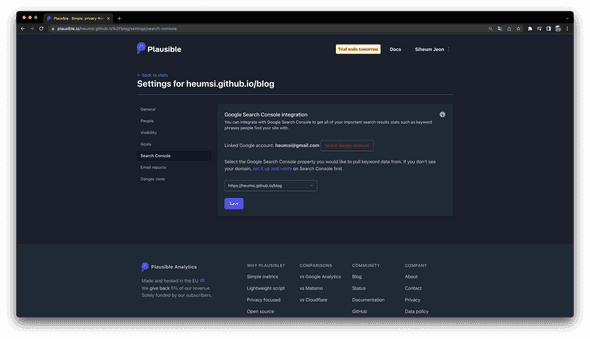 Plausible · Simple, privacy-fr
plausible.io/heumsi.github.io%2Fblog/settings/search-console
Plausible
Trial ends tomorrow
Docs
Siheum Jeon
← Back to stats
Settings for heumsi.github.io/blog
General
People
Visibility
Goals
Search Console
Email reports
Danger zone
Google Search Console integration
You can integrate with Google Search Console to get all of your important search results stats such as keyword
phrases people find your site with.
Linked Google account: heumsi@gmail.com
Unlink Google account
Select the Google Search Console property you would like to pull keyword data from. If you don't see
your domain, set it up and verify on Search Console first.
https://heumsi.github.io/blog
Save
Plausible Analytics
Made and hosted in the EU
We give back 5% of our revenue.
Solely funded by our subscribers.
WHY PLAUSIBLE?
Simple metrics
Lightweight script
Privacy focused
Open source
COMPARISONS
vs Google Analytics
vs Matomo
vs Cloudflare
COMMUNITY
Blog
Status
Documentation
GitHub
COMPANY
About
Contact
Privacy
Data policy